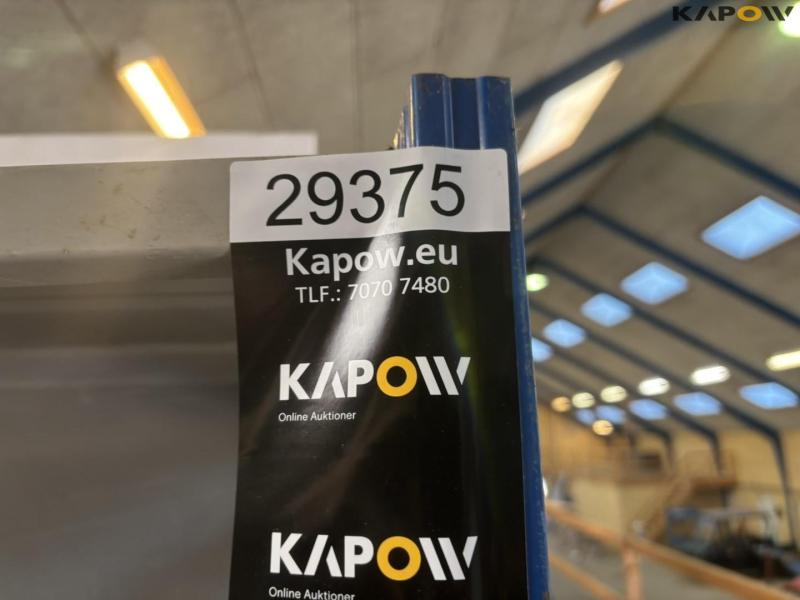 KAPOW
29375
Kapow.eu
TLF.: 7070 7480
KAPOW
Online Auktioner
KAPOW
Online Auktioner